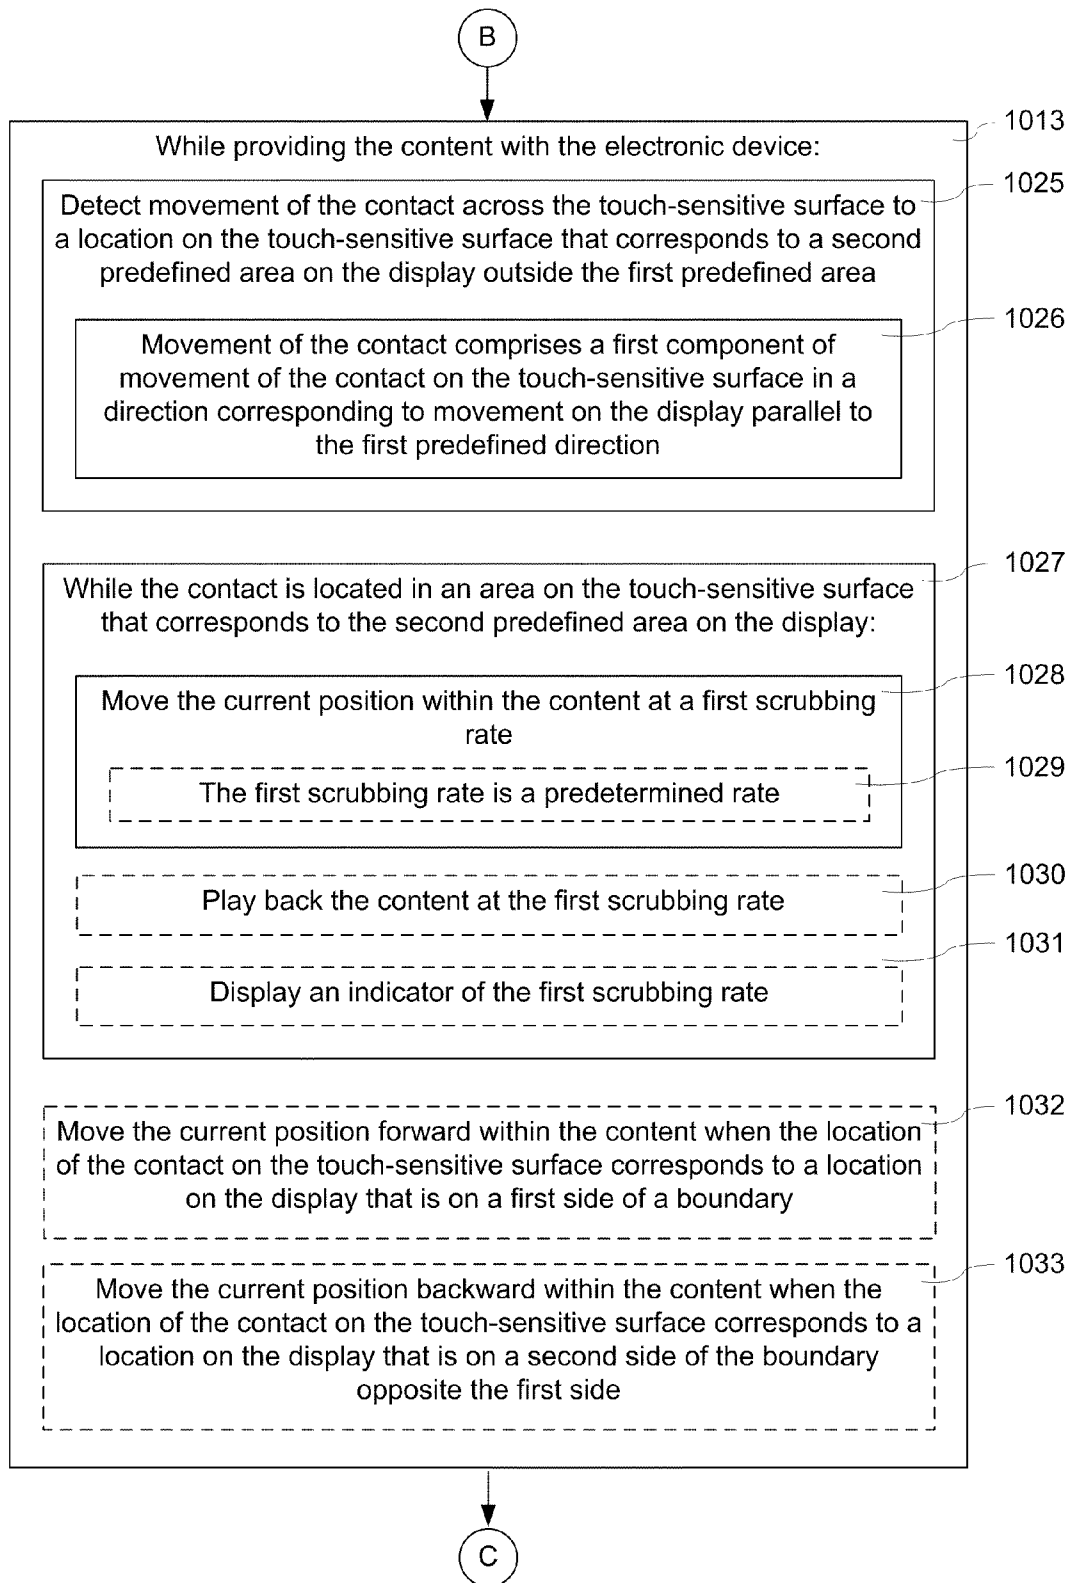 B
1013
While providing the content with the electronic device:
1025
Detect movement of the contact across the touch-sensitive surface to
a location on the touch-sensitive surface that corresponds to a second
predefined area on the display outside the first predefined area
1026
Movement of the contact comprises a first component of
movement of the contact on the touch-sensitive surface in a
direction corresponding to movement on the display parallel to
the first predefined direction
1027
While the contact is located in an area on the touch-sensitive surface
that corresponds to the second predefined area on the display:
1028
Move the current position within the content at a first scrubbing
rate
1029
The first scrubbing rate is a predetermined rate
1030
Play back the content at the first scrubbing rate
1031
Display an indicator of the first scrubbing rate
1032
Move the current position forward within the content when the location
of the contact on the touch-sensitive surface corresponds to a location
on the display that is on a first side of a boundary
1033
Move the current position backward within the content when the
location of the contact on the touch-sensitive surface corresponds to a
location on the display that is on a second side of the boundary
opposite the first side
C